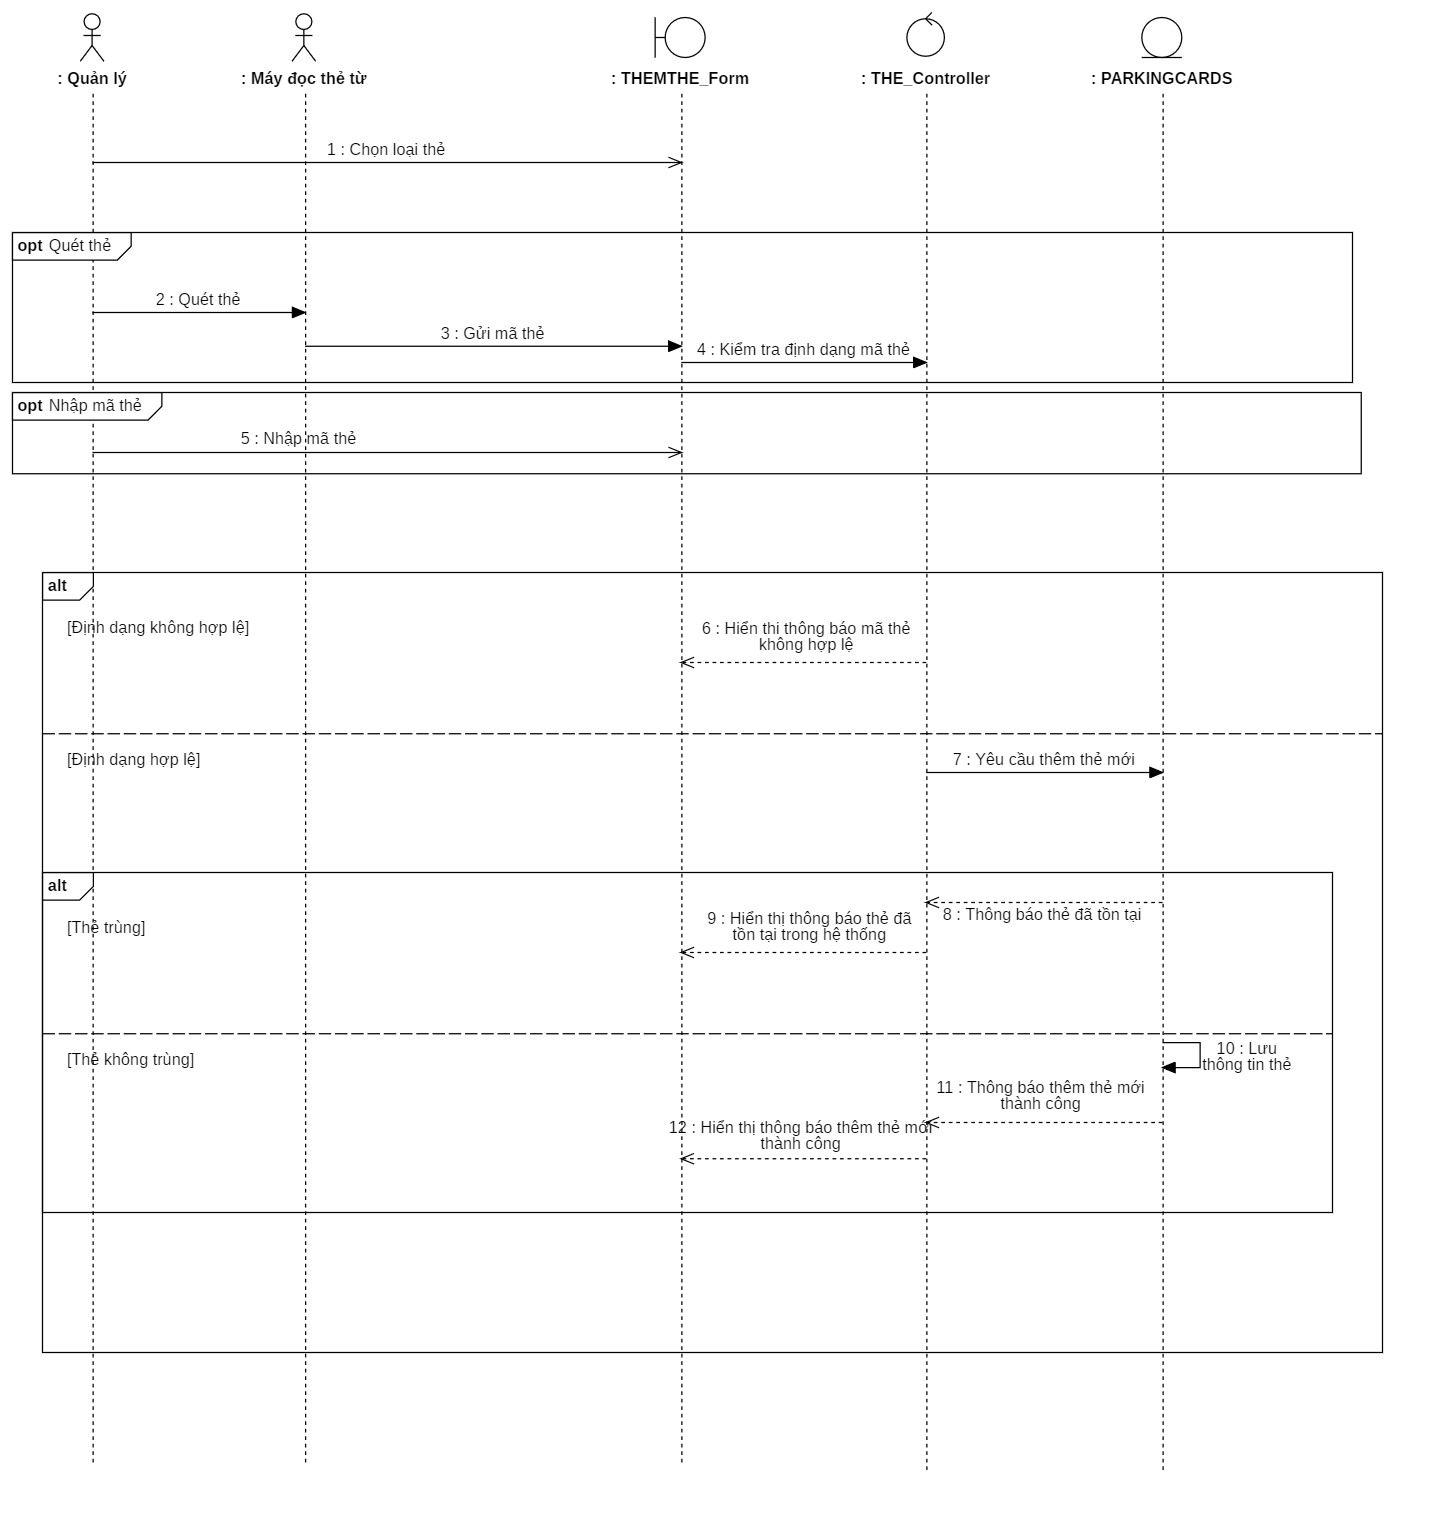 : Quản lý
: Máy đọc thẻ từ
: THEMTHE_Form
: THE_Controller
: PARKINGCARDS
1 : Chọn loại thẻ
opt Quét thẻ
2 : Quét thẻ
3 : Gửi mã thẻ
4 : Kiểm tra định dạng mã thẻ
opt Nhập mã thẻ
5 : Nhập mã thẻ
alt
[Định dạng không hợp lệ]
6 : Hiển thi thông báo mã thẻ
không hợp lệ
[Định dạng hợp lệ]
7 : Yêu cầu thêm thẻ mới
alt
[Thẻ trùng]
8 : Thông báo thẻ đã tồn tại
9 : Hiển thị thông báo thẻ đã
tồn tại trong hệ thống
[Thẻ không trùng]
10 : Lưu
thông tin thẻ
11 : Thông báo thêm thẻ mới
thành công
12 : Hiển thị thông báo thêm thẻ mới
thành công